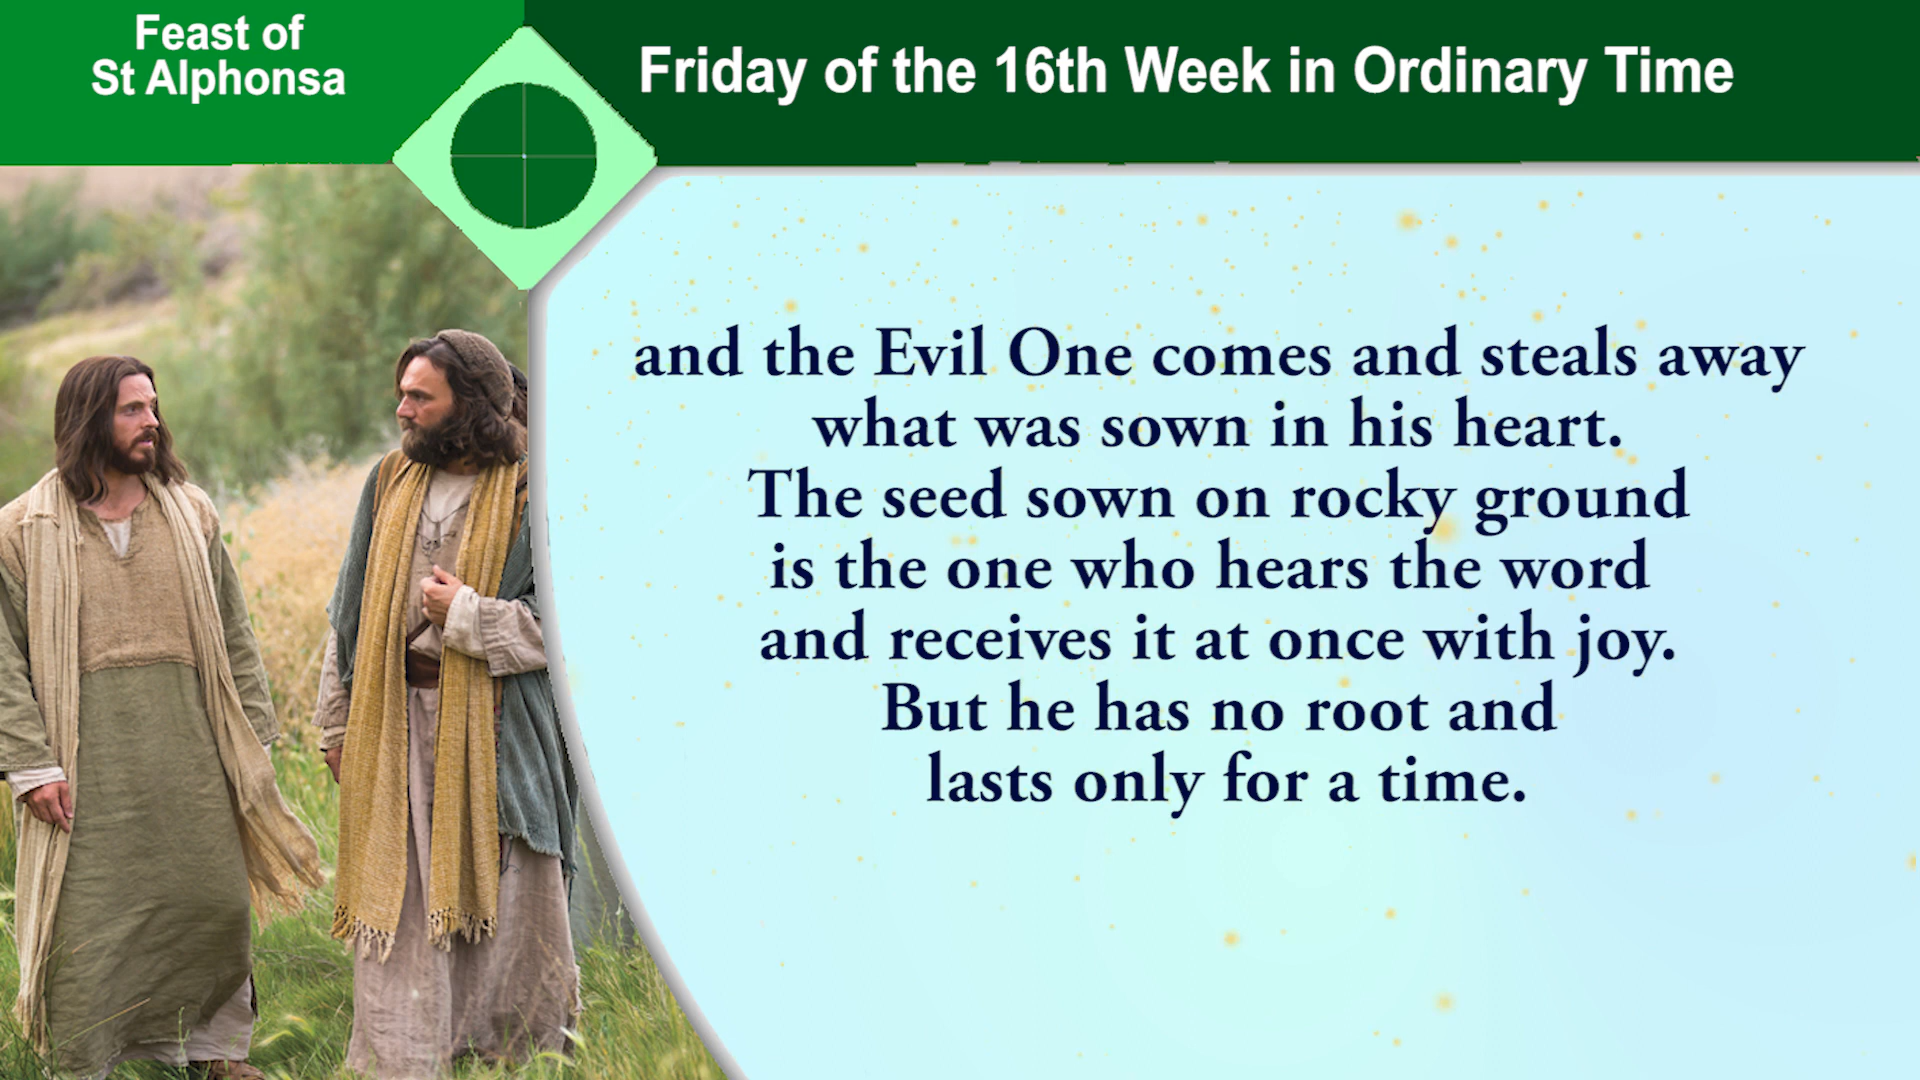 Feast of
St Alphonsa
Friday of the 16th Week in Ordinary Time
and the Evil One comes and steals away
what was sown in his heart.
The seed sown on rocky ground
is the one who hears the word
and receives it at once with joy.
But he has no root and
lasts only for a time.